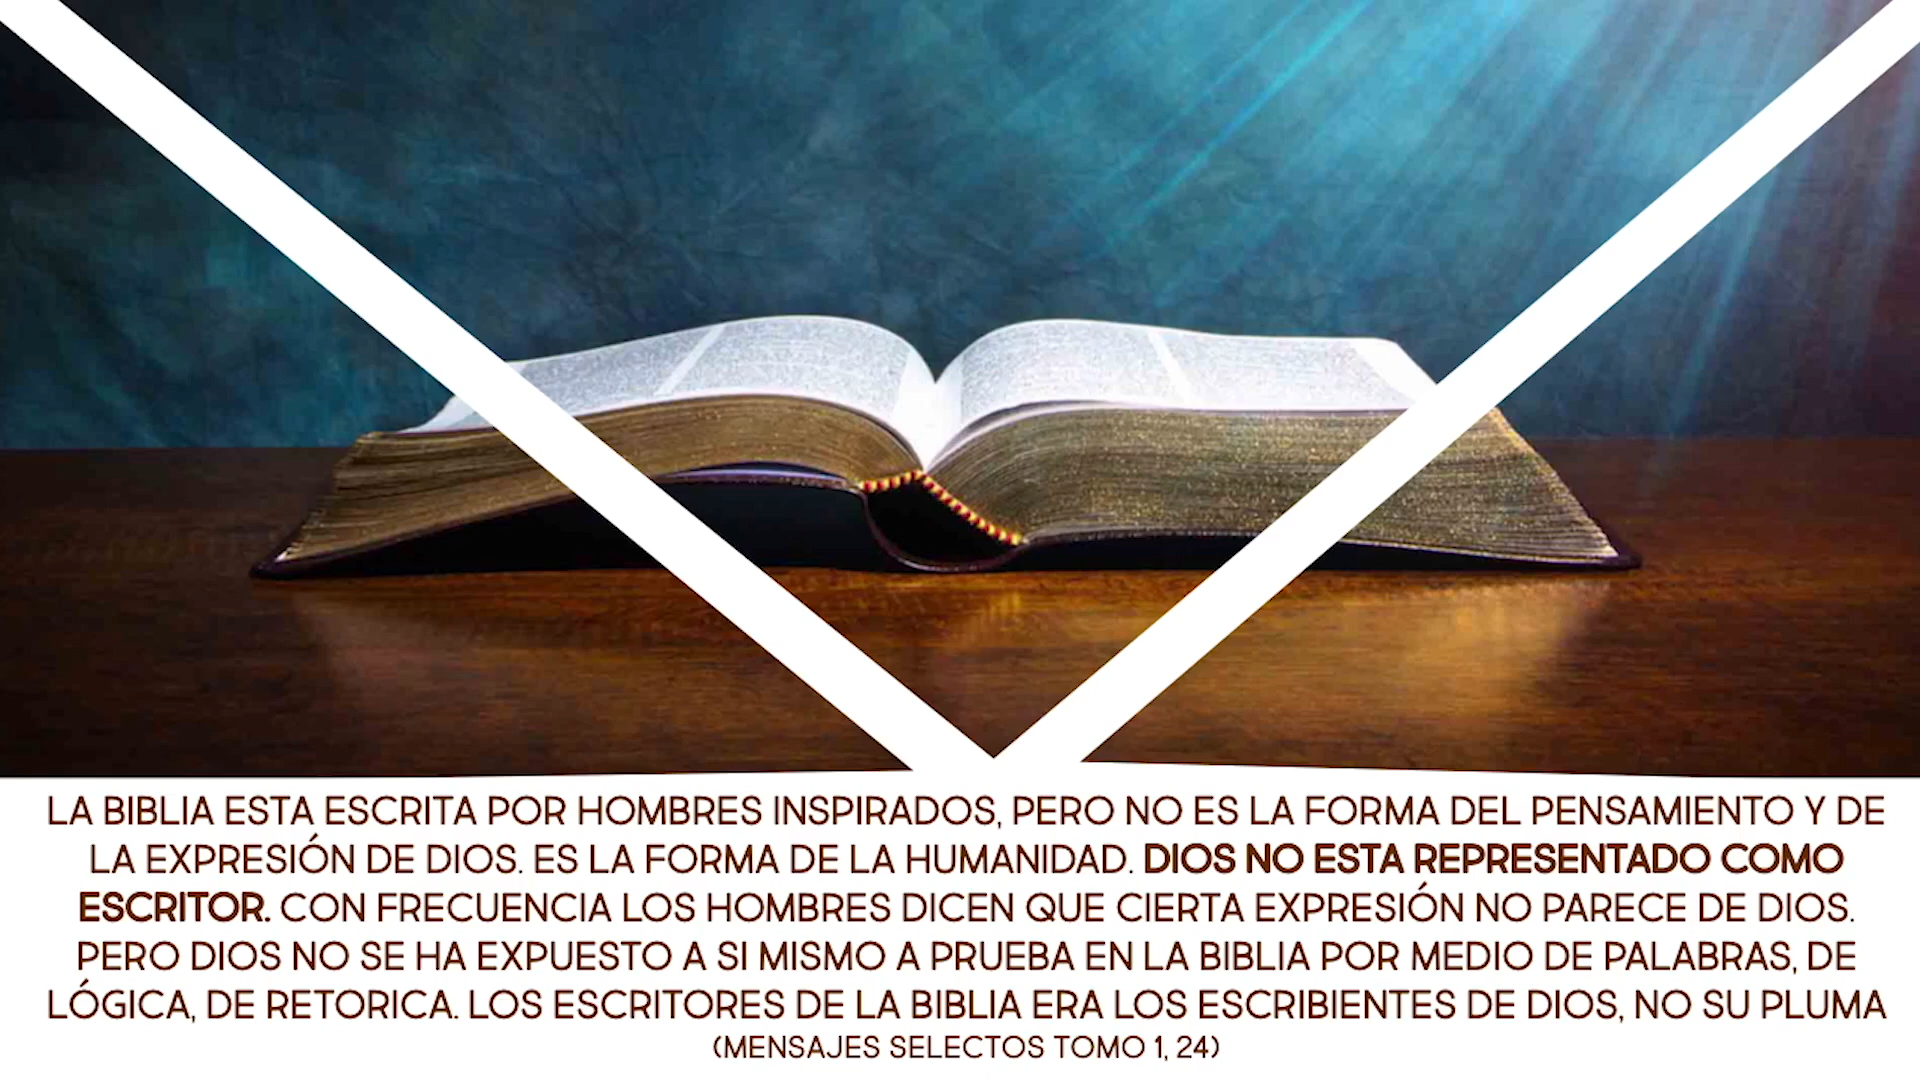 LA BIBLIA ESTA ESCRITA POR HOMBRES INSPIRADOS, PERO NO ES LA FORMA DEL PENSAMIENTO Y DE
LA EXPRESIÓN DE DIOS. ES LA FORMA DE LA HUMANIDAD. DIOS NO ESTA REPRESENTADO COMO
ESCRITOR. CON FRECUENCIA LOS HOMBRES DICEN QUE CIERTA EXPRESIÓN NO PARECE DE DIOS.
PERO DIOS NO SE HA EXPUESTO A SI MISMO A PRUEBA EN LA BIBLIA POR MEDIO DE PALABRAS, DE
LÓGICA, DE RETORICA. LOS ESCRITORES DE LA BIBLIA ERA LOS ESCRIBIENTES DE DIOS, NO SU PLUMA
(MENSAJES SELECTOS TOMO 1, 24)